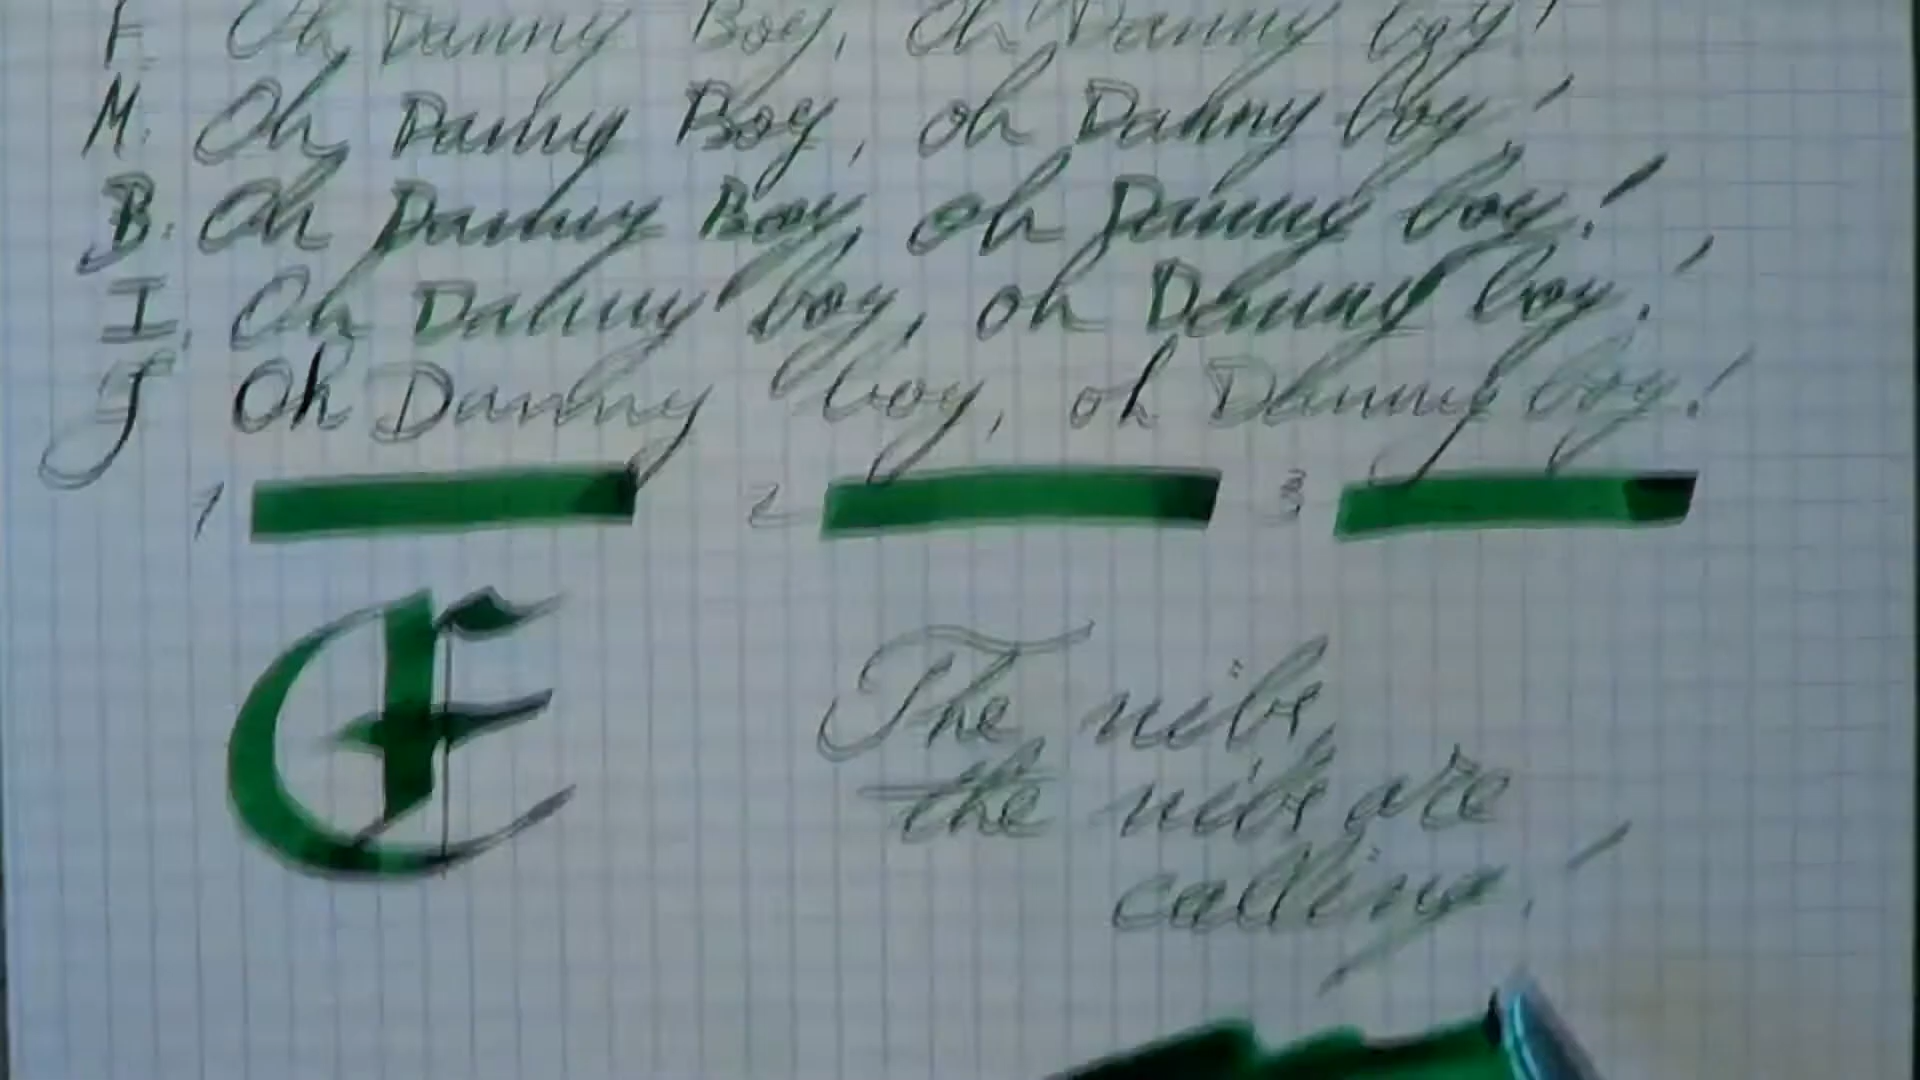 F. Oh Danny Boy, Oh Danny boy!
M. Oh Danny Boy, oh Danny boy!
B. Oh Danny Boy, oh Danny boy!
I. Oh Danny boy, oh Danny boy!
J Oh Danny boy, oh Danny boy!
1 2 3
E
The nibs,
the nibs are
calling!